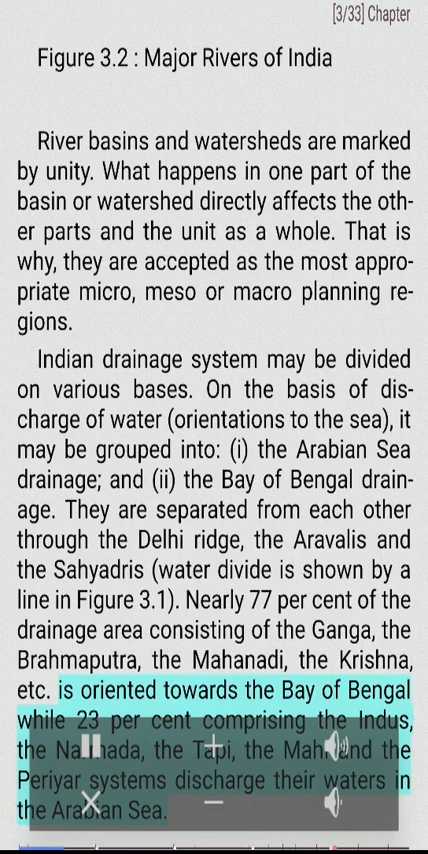 [3/33] Chapter
Figure 3.2 : Major Rivers of India
River basins and watersheds are marked
by unity. What happens in one part of the
basin or watershed directly affects the oth-
er parts and the unit as a whole. That is
why, they are accepted as the most appro-
priate micro, meso or macro planning re-
gions.
Indian drainage system may be divided
on various bases. On the basis of dis-
charge of water (orientations to the sea), it
may be grouped into: (i) the Arabian Sea
drainage; and (ii) the Bay of Bengal drain-
age. They are separated from each other
through the Delhi ridge, the Aravalis and
the Sahyadris (water divide is shown by a
line in Figure 3.1). Nearly 77 per cent of the
drainage area consisting of the Ganga, the
Brahmaputra, the Mahanadi, the Krishna,
etc. is oriented towards the Bay of Bengal
while 23 per cent comprising the Indus,
the Narmada, the Tapi, the Mahi and the
Periyar systems discharge their waters in
the Arabian Sea.